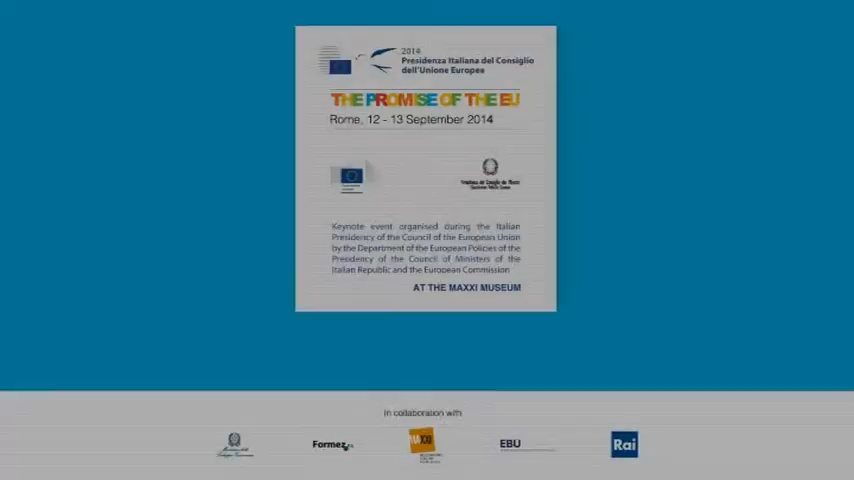 2014
Presidenza Italiana del Consiglio
dell'Unione Europea
THE PROMISE OF THE EU
Rome, 12 - 13 September 2014
Keynote event organised during the Italian
Presidency of the Council of the European Union
by the Department of the European Policies of the
Presidency of the Council of Ministers of the
Italian Republic and the European Commission
AT THE MAXXI MUSEUM
In collaboration with
Formez
MAXXI
EBU
Rai